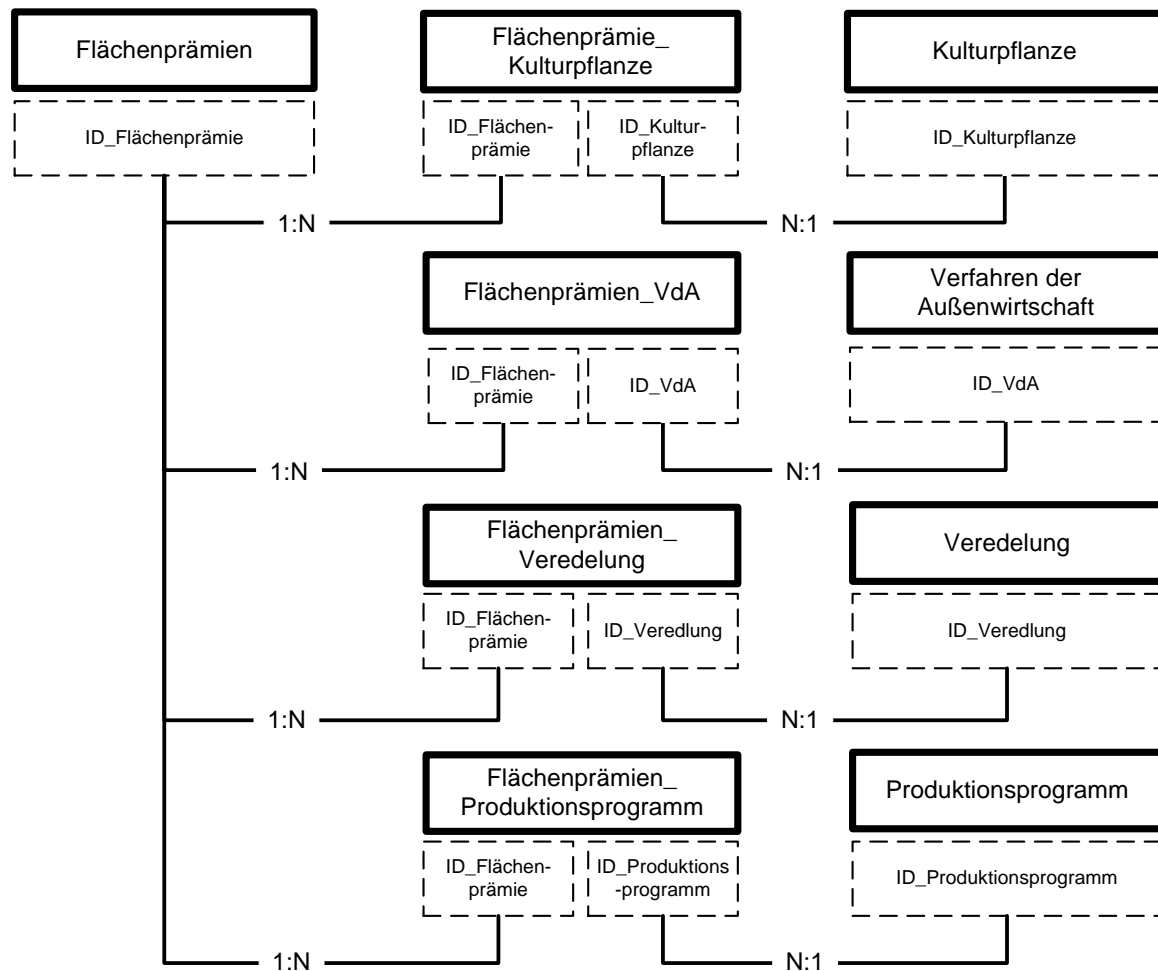 Flächenprämien
Flächenprämie_
Kulturpflanze
Kulturpflanze
ID_Flächenprämie
ID_Flächen-
prämie
ID_Kultur-
pflanze
ID_Kulturpflanze
1:N
N:1
Flächenprämien_VdA
Verfahren der
Außenwirtschaft
ID_Flächen-
prämie
ID_VdA
ID_VdA
1:N
N:1
Flächenprämien_
Veredelung
Veredelung
ID_Flächen-
prämie
ID_Veredlung
ID_Veredlung
1:N
N:1
Flächenprämien_
Produktionsprogramm
Produktionsprogramm
ID_Flächen-
prämie
ID_Produktions
-programm
ID_Produktionsprogramm
1:N
N:1